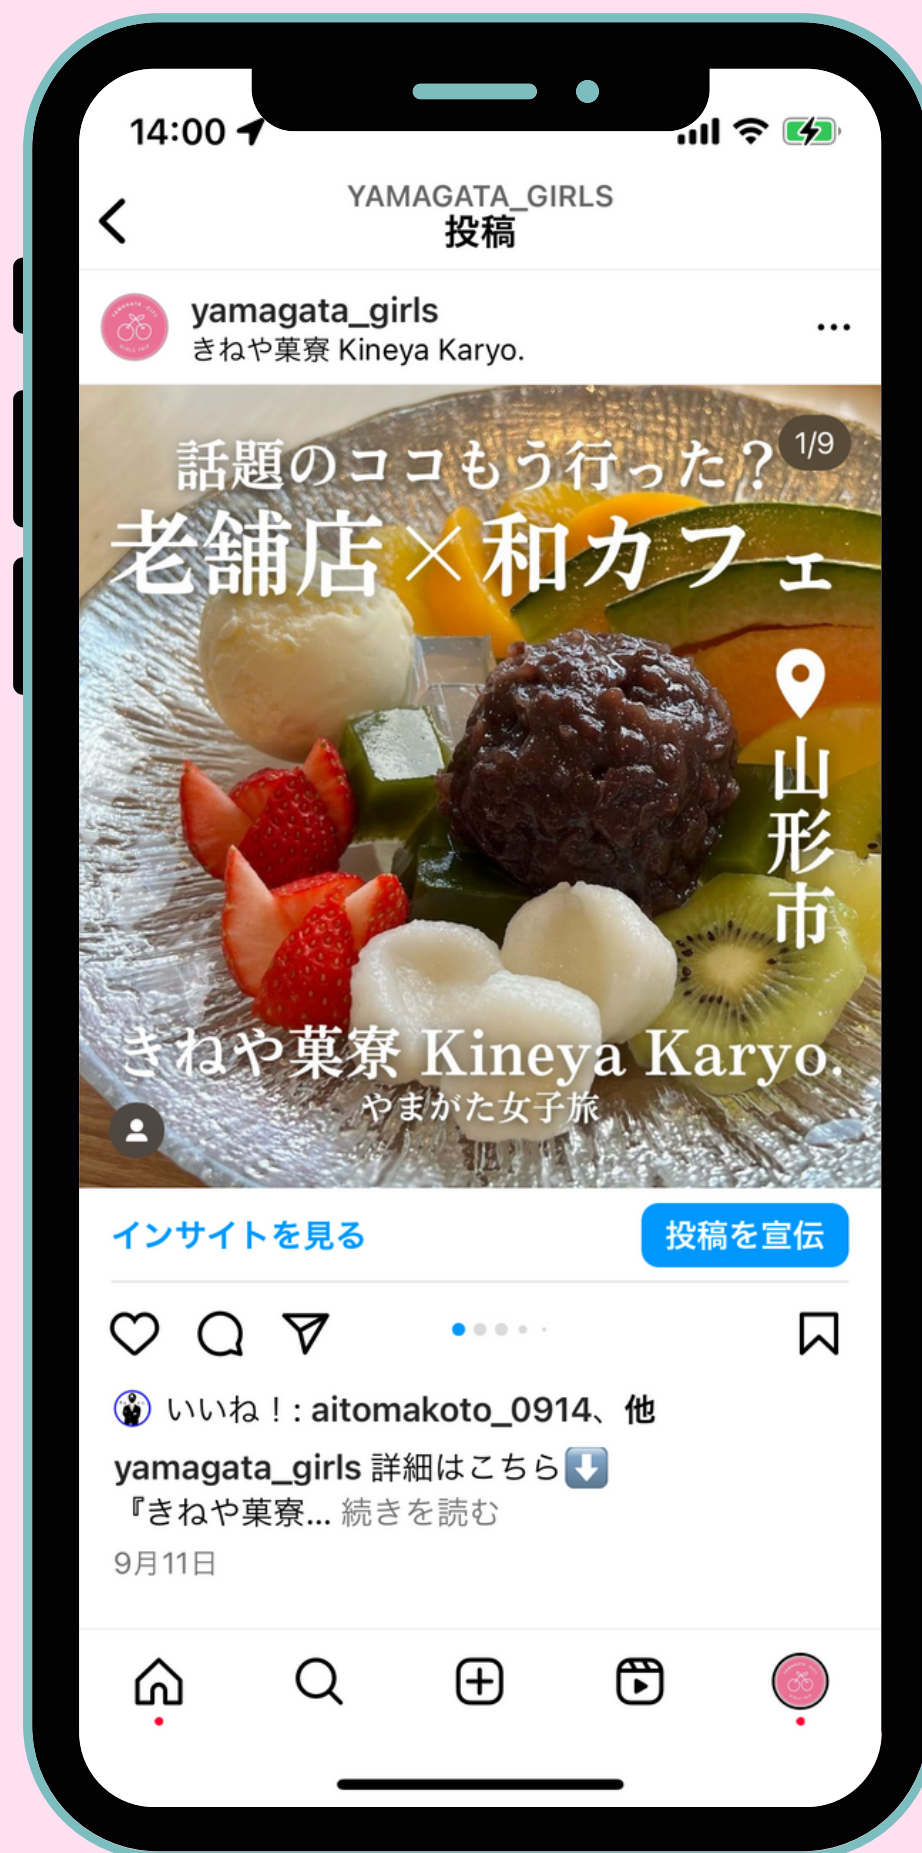 14:00
YAMAGATA_GIRLS
投稿
yamagata_girls
きねや菓寮 Kineya Karyo.
1/9
話題のココもう行った？
老舗店×和カフェ
山形市
きねや菓寮 Kineya Karyo.
やまがた女子旅
インサイトを見る
投稿を宣伝
いいね！: aitomakoto_0914、他
yamagata_girls 詳細はこちら⬇️
『きねや菓寮... 続きを読む
9月11日